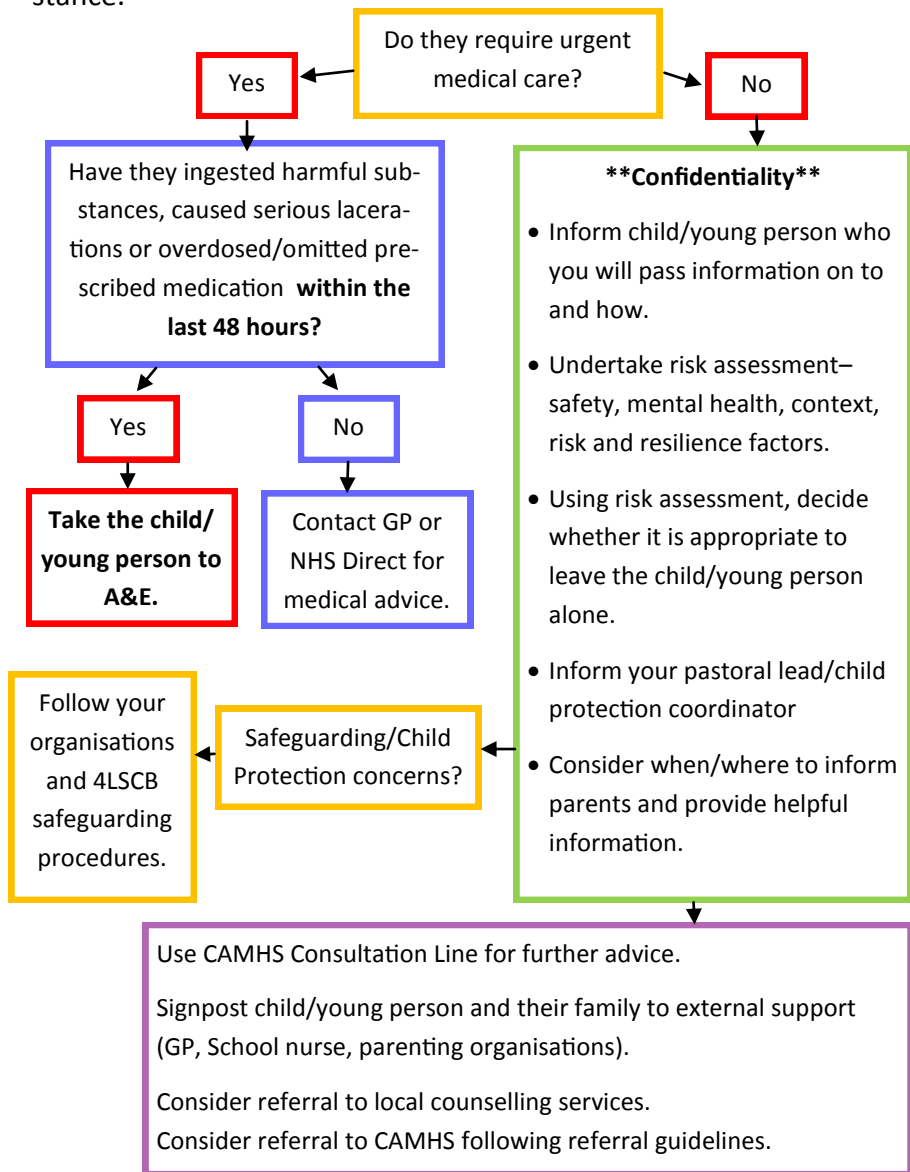 stance.
Do they require urgent
medical care?
Yes
No
Have they ingested harmful sub-
stances, caused serious lacera-
tions or overdosed/omitted pre-
scribed medication within the
last 48 hours?
Yes
No
Take the child/
young person to
A&E.
Contact GP or
NHS Direct for
medical advice.
**Confidentiality**
• Inform child/young person who
you will pass information on to
and how.
• Undertake risk assessment–
safety, mental health, context,
risk and resilience factors.
• Using risk assessment, decide
whether it is appropriate to
leave the child/young person
alone.
• Inform your pastoral lead/child
protection coordinator
• Consider when/where to inform
parents and provide helpful
information.
Safeguarding/Child
Protection concerns?
Follow your
organisations
and 4LSCB
safeguarding
procedures.
Use CAMHS Consultation Line for further advice.
Signpost child/young person and their family to external support
(GP, School nurse, parenting organisations).
Consider referral to local counselling services.
Consider referral to CAMHS following referral guidelines.